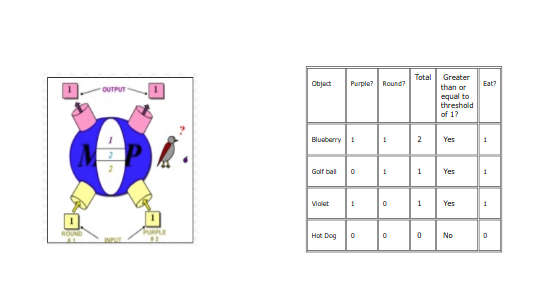 1 OUTPUT 1
?
1
M 2 P
2
1 1
ROUND PURPLE
#1 INPUT #2
Object Purple? Round? Total Greater than or equal to threshold of 1? Eat?
Blueberry 1 1 2 Yes 1
Golf ball 0 1 1 Yes 1
Violet 1 0 1 Yes 1
Hot Dog 0 0 0 No 0